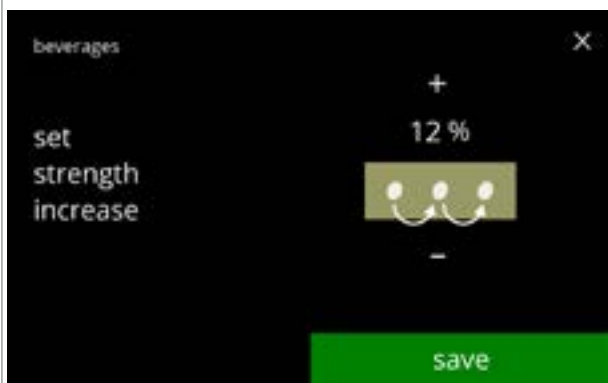 beverages
×
+
12 %
set
strength
increase
−
save